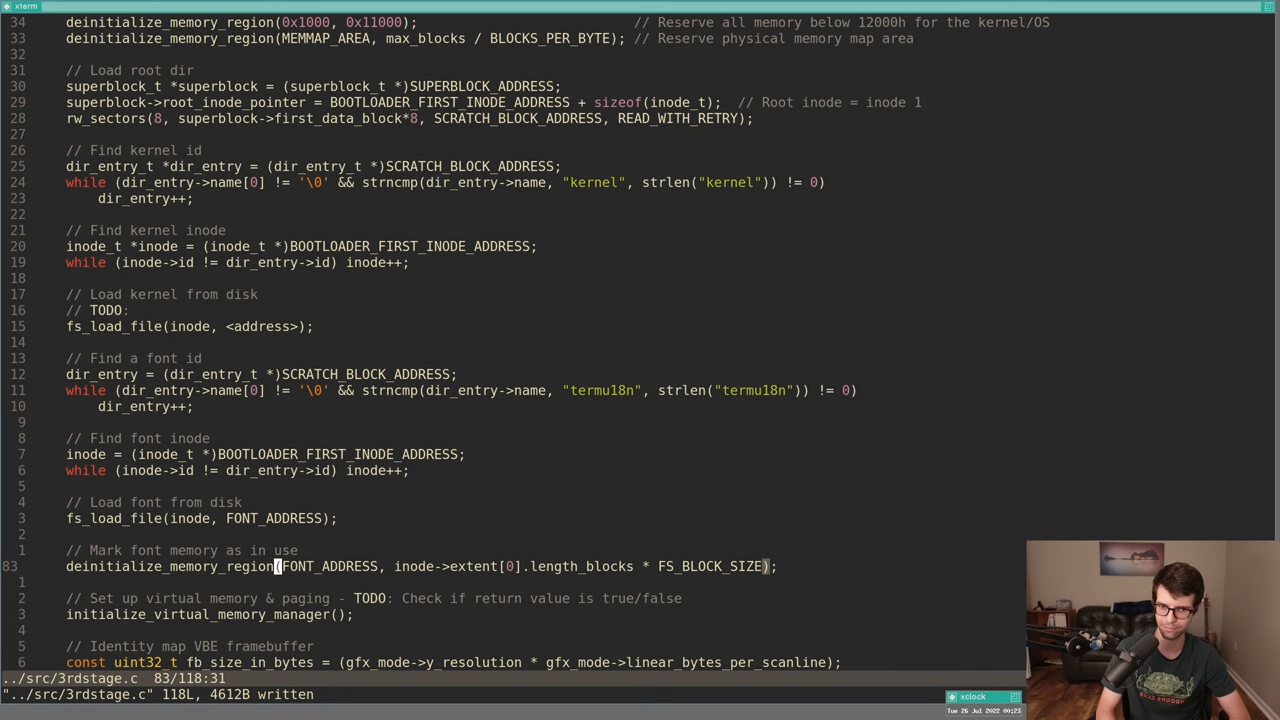 xterm
34      deinitialize_memory_region(0x1000, 0x11000);                           // Reserve all memory below 12000h for the kernel/OS
33      deinitialize_memory_region(MEMMAP_AREA, max_blocks / BLOCKS_PER_BYTE); // Reserve physical memory map area
32
31      // Load root dir
30      superblock_t *superblock = (superblock_t *)SUPERBLOCK_ADDRESS;
29      superblock->root_inode_pointer = BOOTLOADER_FIRST_INODE_ADDRESS + sizeof(inode_t);  // Root inode = inode 1
28      rw_sectors(8, superblock->first_data_block*8, SCRATCH_BLOCK_ADDRESS, READ_WITH_RETRY);
27
26      // Find kernel id
25      dir_entry_t *dir_entry = (dir_entry_t *)SCRATCH_BLOCK_ADDRESS;
24      while (dir_entry->name[0] != '\0' && strncmp(dir_entry->name, "kernel", strlen("kernel")) != 0)
23          dir_entry++;
22
21      // Find kernel inode
20      inode_t *inode = (inode_t *)BOOTLOADER_FIRST_INODE_ADDRESS;
19      while (inode->id != dir_entry->id) inode++;
18
17      // Load kernel from disk
16      // TODO:
15      fs_load_file(inode, <address>);
14
13      // Find a font id
12      dir_entry = (dir_entry_t *)SCRATCH_BLOCK_ADDRESS;
11      while (dir_entry->name[0] != '\0' && strncmp(dir_entry->name, "termu18n", strlen("termu18n")) != 0)
10          dir_entry++;
9
8      // Find font inode
7      inode = (inode_t *)BOOTLOADER_FIRST_INODE_ADDRESS;
6      while (inode->id != dir_entry->id) inode++;
5
4      // Load font from disk
3      fs_load_file(inode, FONT_ADDRESS);
2
1      // Mark font memory as in use
83      deinitialize_memory_region(FONT_ADDRESS, inode->extent[0].length_blocks * FS_BLOCK_SIZE);
1
2      // Set up virtual memory & paging - TODO: Check if return value is true/false
3      initialize_virtual_memory_manager();
4
5      // Identity map VBE framebuffer
6      const uint32_t fb_size_in_bytes = (gfx_mode->y_resolution * gfx_mode->linear_bytes_per_scanline);
../src/3rdstage.c  83/118:31
"../src/3rdstage.c" 118L, 4612B written
xclock
Tue 26 Jul 2022 00:23